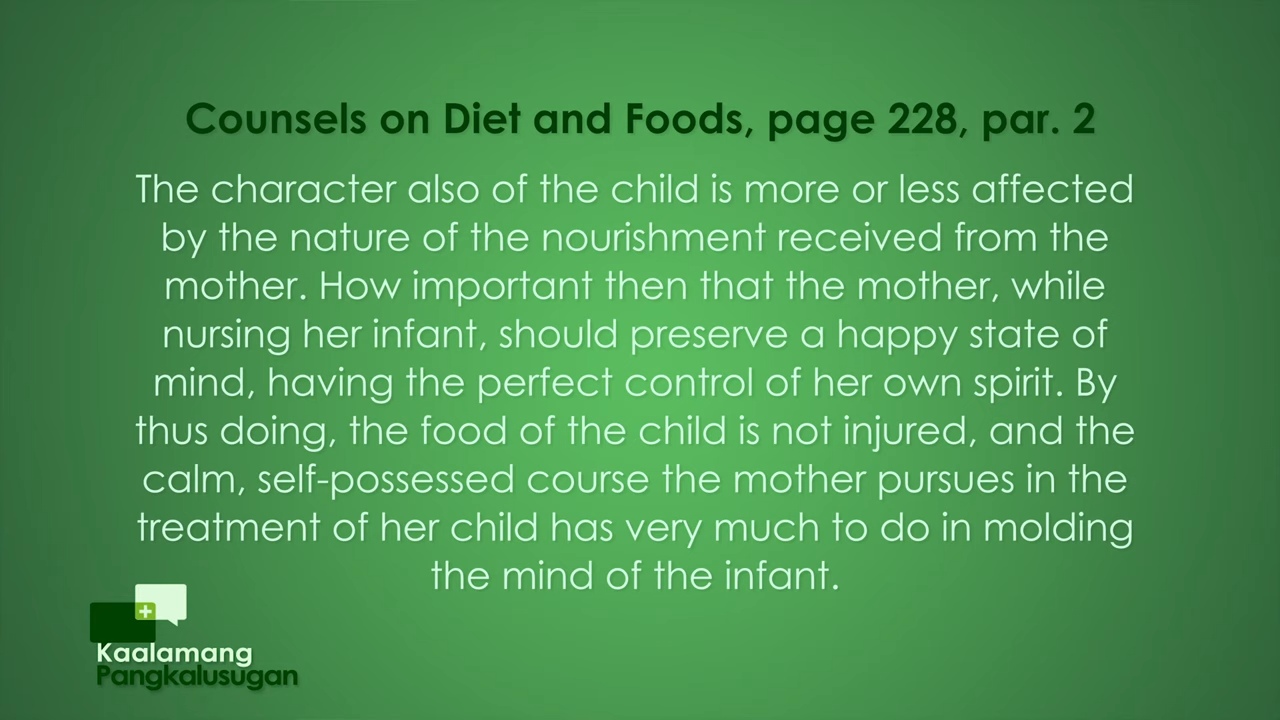 Counsels on Diet and Foods, page 228, par. 2
The character also of the child is more or less affected
by the nature of the nourishment received from the
mother. How important then that the mother, while
nursing her infant, should preserve a happy state of
mind, having the perfect control of her own spirit. By
thus doing, the food of the child is not injured, and the
calm, self-possessed course the mother pursues in the
treatment of her child has very much to do in molding
the mind of the infant.
Kaalamang
Pangkalusugan